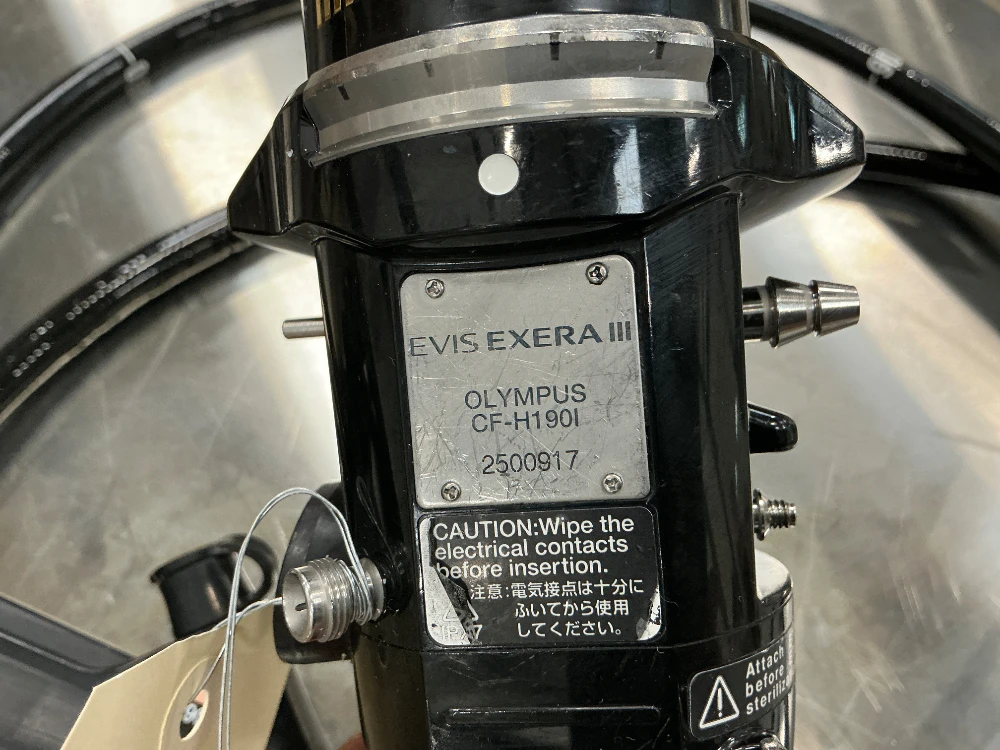 EVIS EXERA III
OLYMPUS
CF-H190I
2500917
CAUTION:Wipe the
electrical contacts
before insertion.
注意:電気接点は十分に
ふいてから使用
してください。
Attach
before